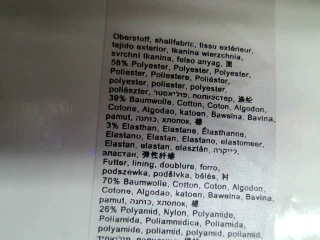 Oberstoff, shellfabric, tissu extérieur,
tejido exterior, tkanina wierzchnia,
svrchní tkanina, felso anyag, 面
58% Polyester, Polyester, Polyester,
Poliester, Poliestere, Poliéster,
polyester, poliester, polyester,
poliészter, פוליאסטר, полиэстер, 涤纶
39% Baumwolle, Cotton, Coton, Algodon,
Cotone, Algodao, katoen, Bawelna, Bavlna,
pamut, כותנה, хлопок, 棉
3% Elasthan, Elastane, Élasthanne,
Elastano, Elastan, Elastano, elastomeer,
Elastan, elastan, elasztán, לייקרה,
эластан, 弹性纤维
Futter, lining, doublure, forro,
podszewka, podšívka, bélés, 衬
70% Baumwolle, Cotton, Coton, Algodon,
Cotone, Algodao, katoen, Bawelna, Bavlna,
pamut, כותנה, хлопок, 棉
26% Polyamid, Nylon, Polyamide,
Poliamida, Poliammidica, Poliamida,
polyamide, poliamid, polyamid, poliamid,